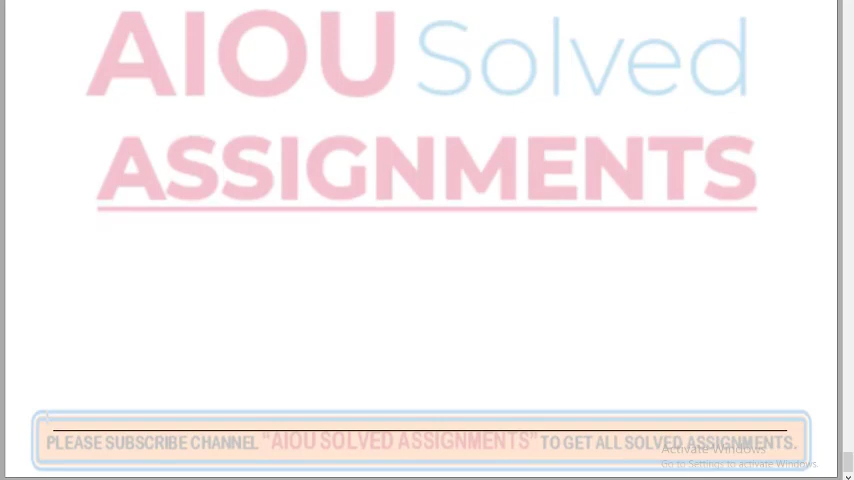 AIOU Solved
ASSIGNMENTS
PLEASE SUBSCRIBE CHANNEL "AIOU SOLVED ASSIGNMENTS" TO GET ALL SOLVED ASSIGNMENTS.
Activate Windows
Go to Settings to activate Windows.